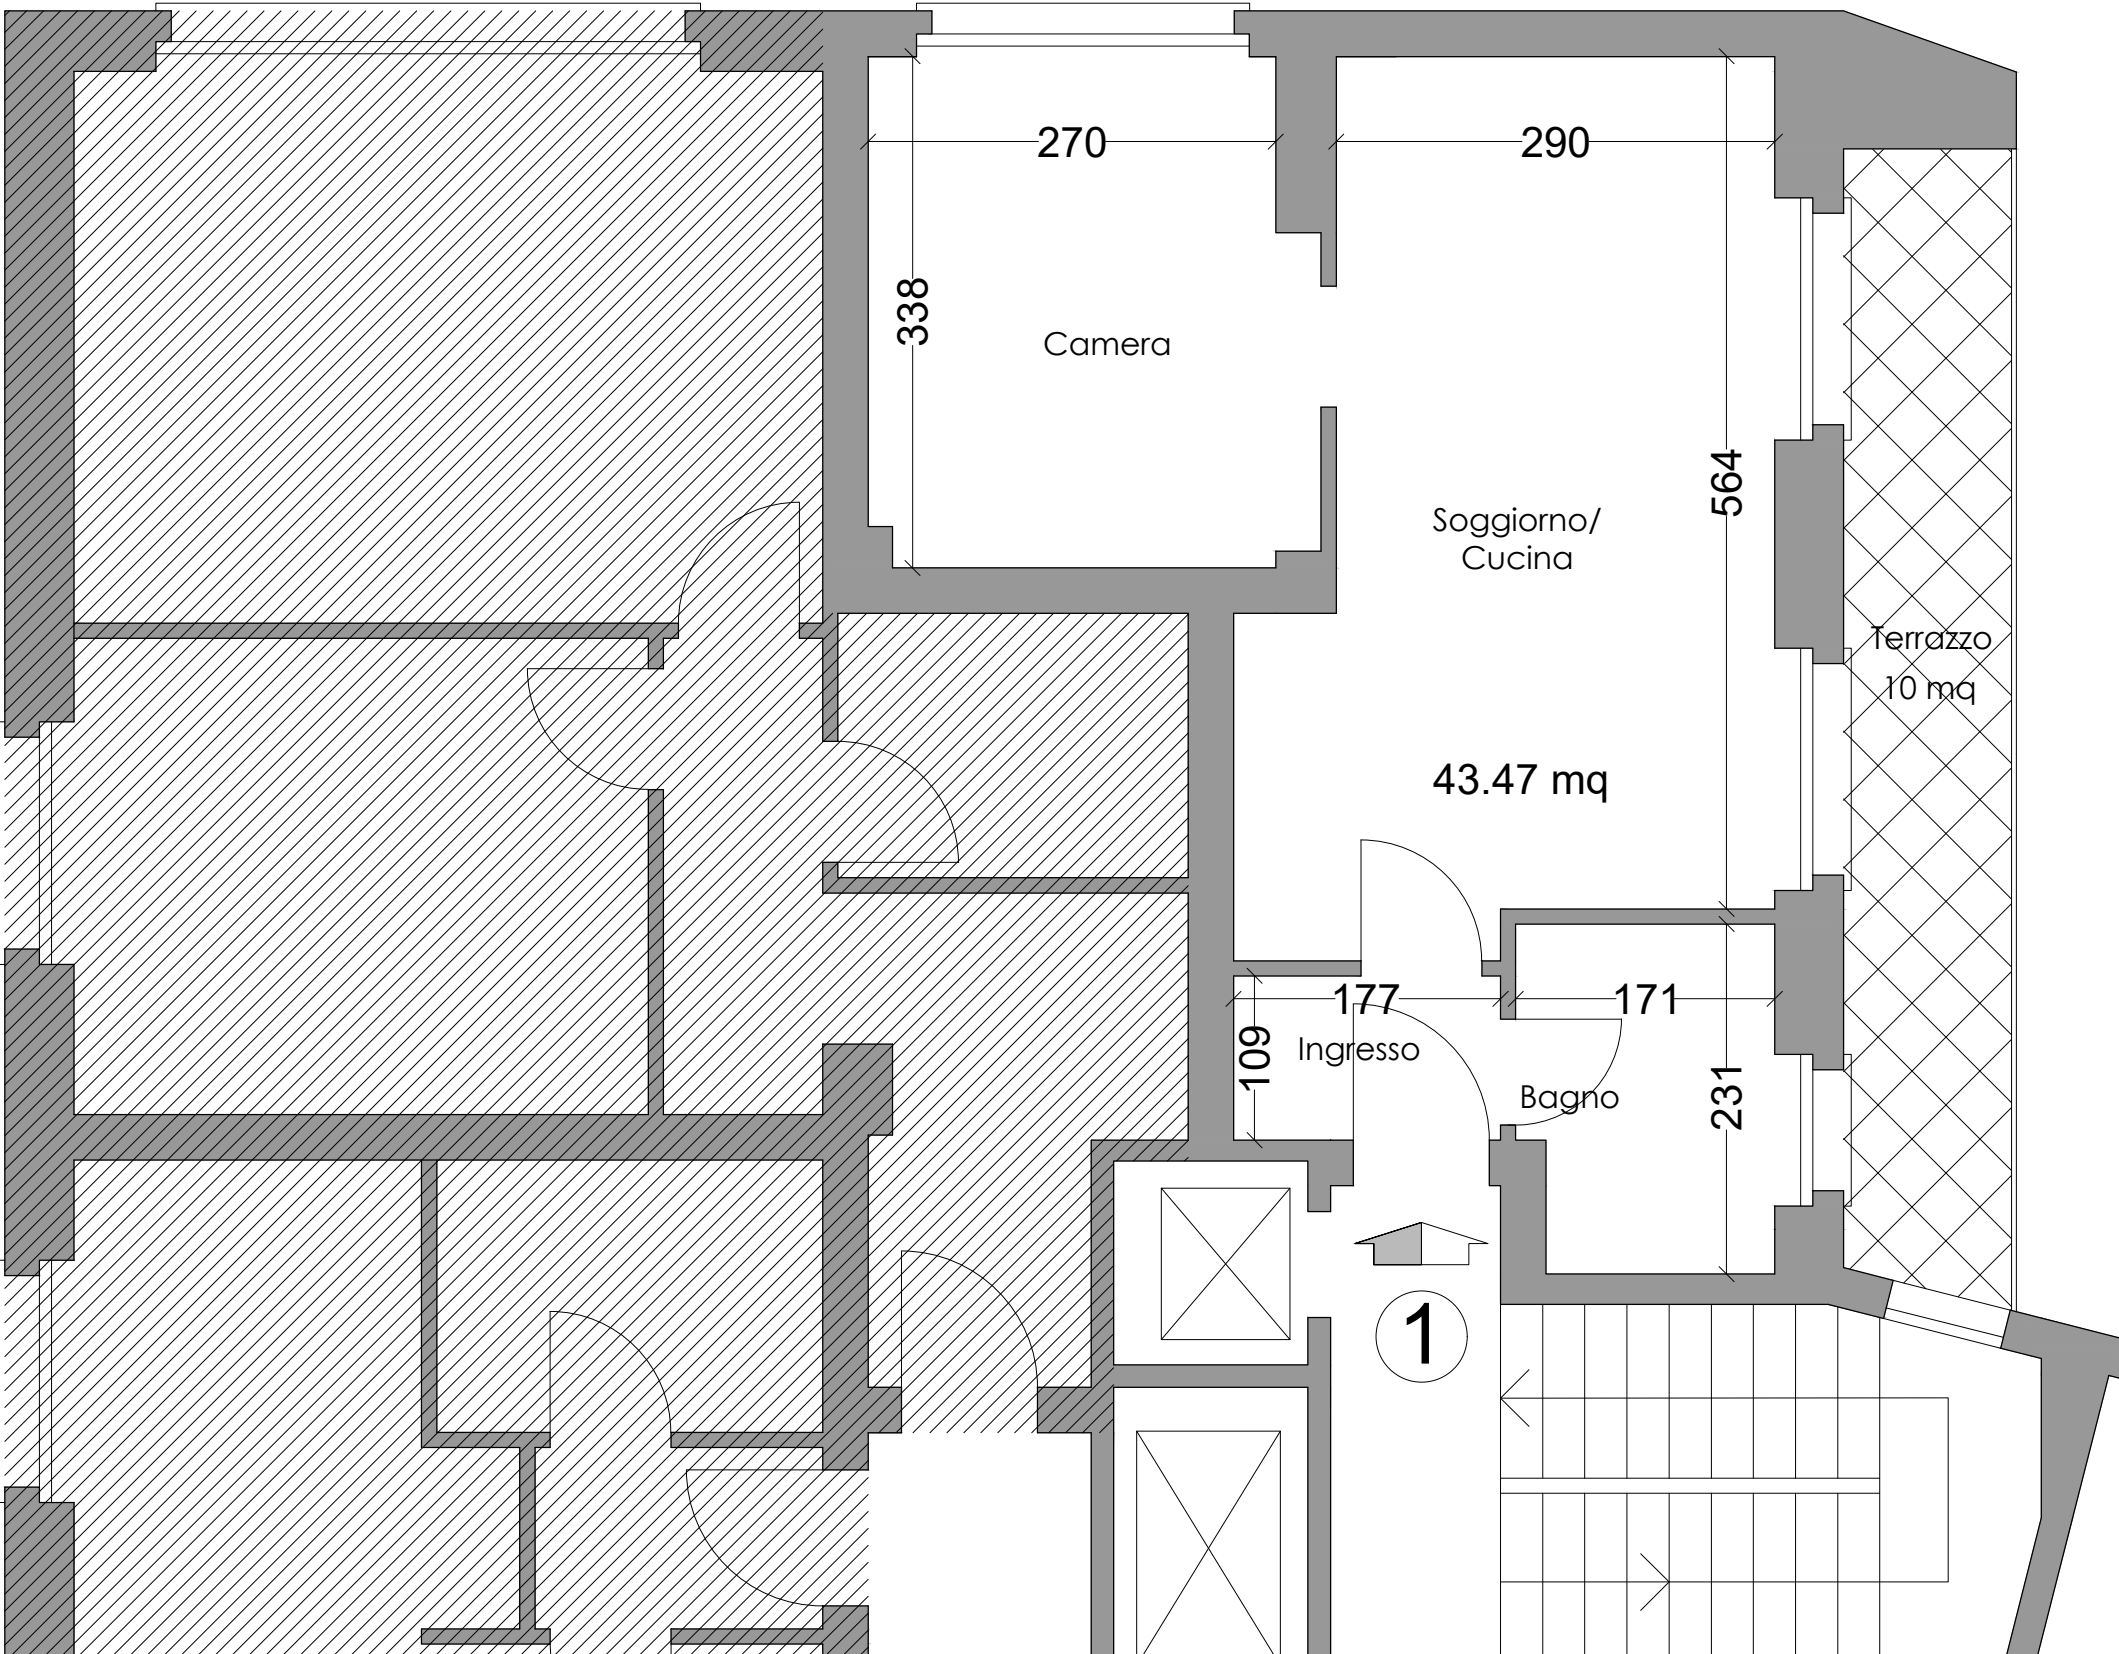 270
290
338
Camera
564
Soggiorno/
Cucina
Terrazzo
10 mq
43.47 mq
177
171
109
Ingresso
Bagno
231
1